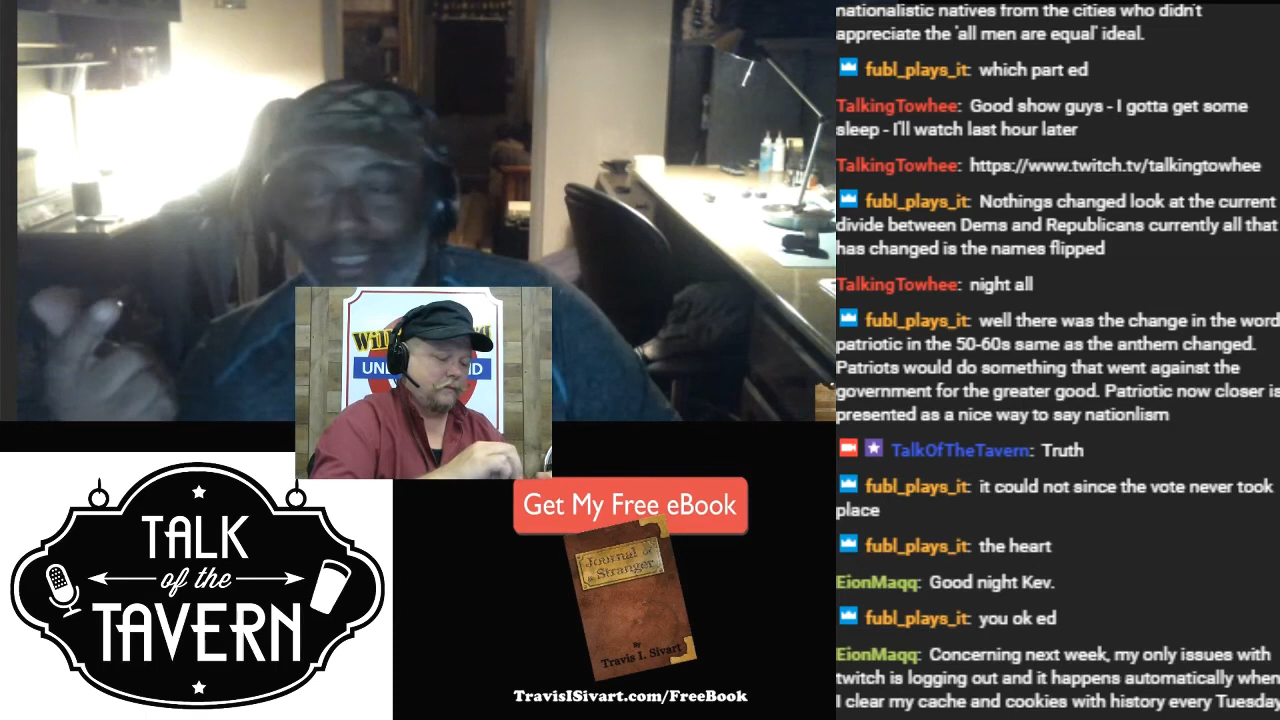 nationalistic natives from the cities who didn't
appreciate the 'all men are equal' ideal.
fubl_plays_it: which part ed
TalkingTowhee: Good show guys - I gotta get some
sleep - I'll watch last hour later
TalkingTowhee: https://www.twitch.tv/talkingtowhee
fubl_plays_it: Nothings changed look at the current
divide between Dems and Republicans currently all that
has changed is the names flipped
TalkingTowhee: night all
fubl_plays_it: well there was the change in the word
patriotic in the 50-60s same as the anthem changed.
Patriots would do something that went against the
government for the greater good. Patriotic now closer is
presented as a nice way to say nationlism
TalkOfTheTavern: Truth
fubl_plays_it: it could not since the vote never took
place
fubl_plays_it: the heart
EionMaqq: Good night Kev.
fubl_plays_it: you ok ed
EionMaqq: Concerning next week, my only issues with
twitch is logging out and it happens automatically when
I clear my cache and cookies with history every Tuesday
TALK
of the
TAVERN
Get My Free eBook
Journal of
Stranger
By
Travis I. Sivart
TravisISivart.com/FreeBook